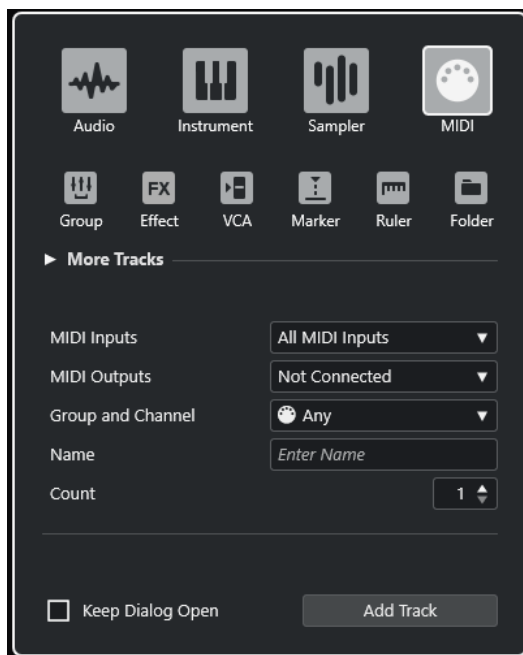 Audio Instrument Sampler MIDI
FX
Group Effect VCA Marker Ruler Folder
More Tracks
MIDI Inputs All MIDI Inputs
MIDI Outputs Not Connected
Group and Channel Any
Name Enter Name
Count 1
Keep Dialog Open Add Track